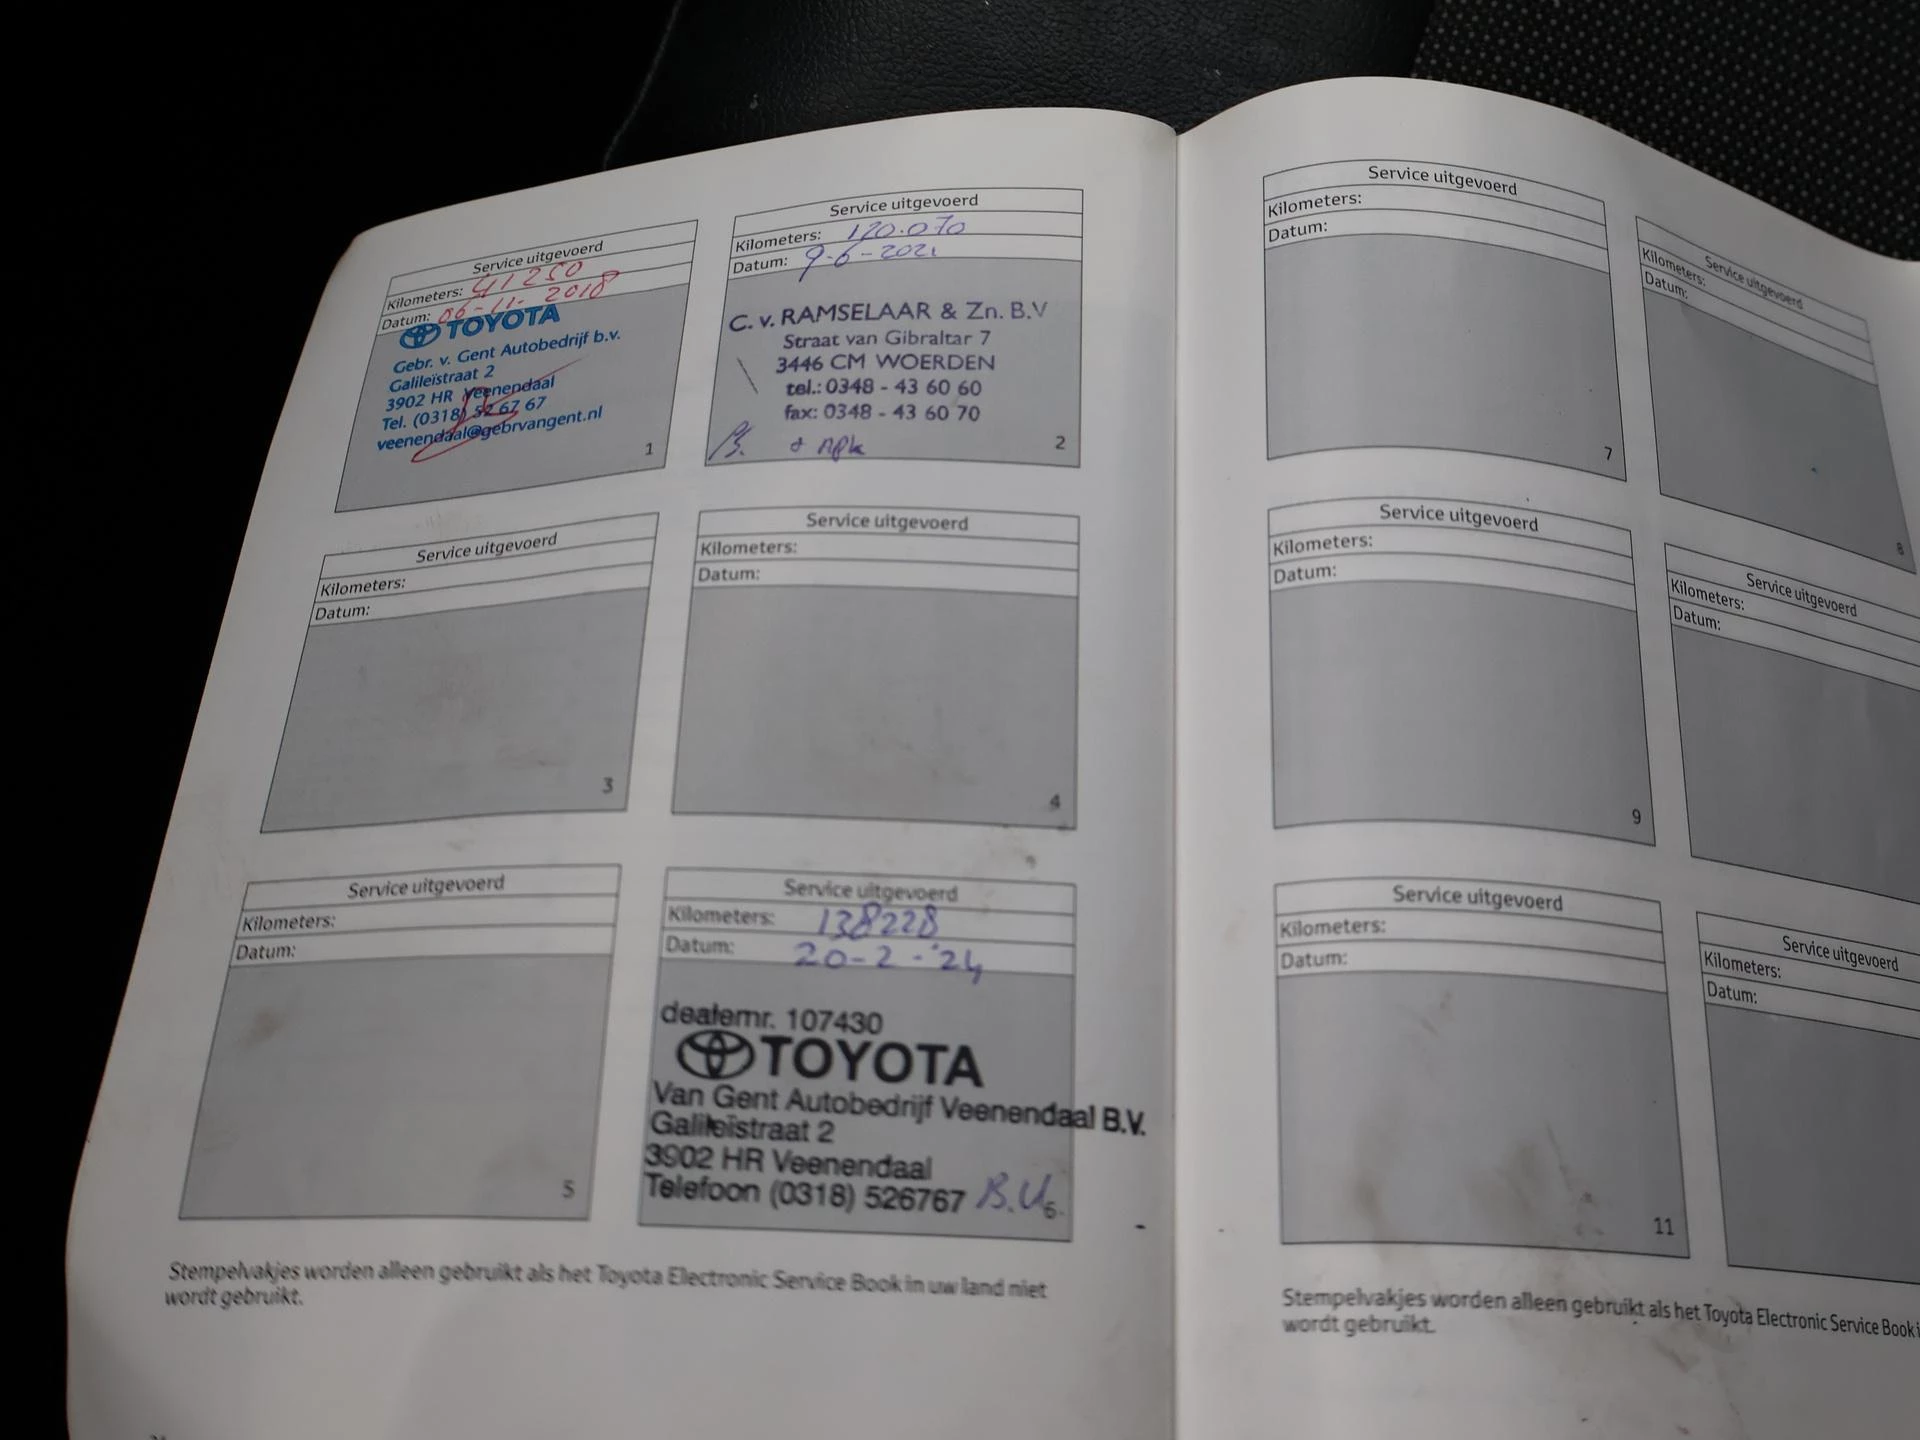 Service uitgevoerd
Kilometers: 41250
Datum: 06-11-2018
TOYOTA
Gebr. v. Gent Autobedrijf b.v.
Galileïstraat 2
3902 HR Veenendaal
Tel. (0318) 52 67 67
veenendaal@gebrvangent.nl
1
Service uitgevoerd
Kilometers: 120.070
Datum: 9-6-2021
C. v. RAMSELAAR & Zn. B.V
Straat van Gibraltar 7
3446 CM WOERDEN
tel.: 0348 - 43 60 60
fax: 0348 - 43 60 70
2
Service uitgevoerd
Kilometers:
Datum:
3
Service uitgevoerd
Kilometers:
Datum:
4
Service uitgevoerd
Kilometers:
Datum:
5
Service uitgevoerd
Kilometers: 138228
Datum: 20-2-'24
dealernr. 107430
TOYOTA
Van Gent Autobedrijf Veenendaal B.V.
Galileïstraat 2
3902 HR Veenendaal
Telefoon (0318) 526767
6
Stempelvakjes worden alleen gebruikt als het Toyota Electronic Service Book in uw land niet
wordt gebruikt.
Service uitgevoerd
Kilometers:
Datum:
7
Service uitgevoerd
Kilometers:
Datum:
8
Service uitgevoerd
Kilometers:
Datum:
9
Service uitgevoerd
Kilometers:
Datum:
Service uitgevoerd
Kilometers:
Datum:
11
Service uitgevoerd
Kilometers:
Datum:
Stempelvakjes worden alleen gebruikt als het Toyota Electronic Service Book i
wordt gebruikt.